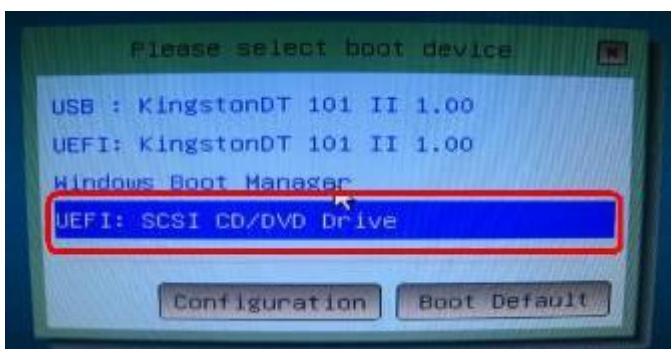 Please select boot device
USB : KingstonDT 101 II 1.00
UEFI: KingstonDT 101 II 1.00
Windows Boot Manager
UEFI: SCSI CD/DVD Drive
Configuration
Boot Default